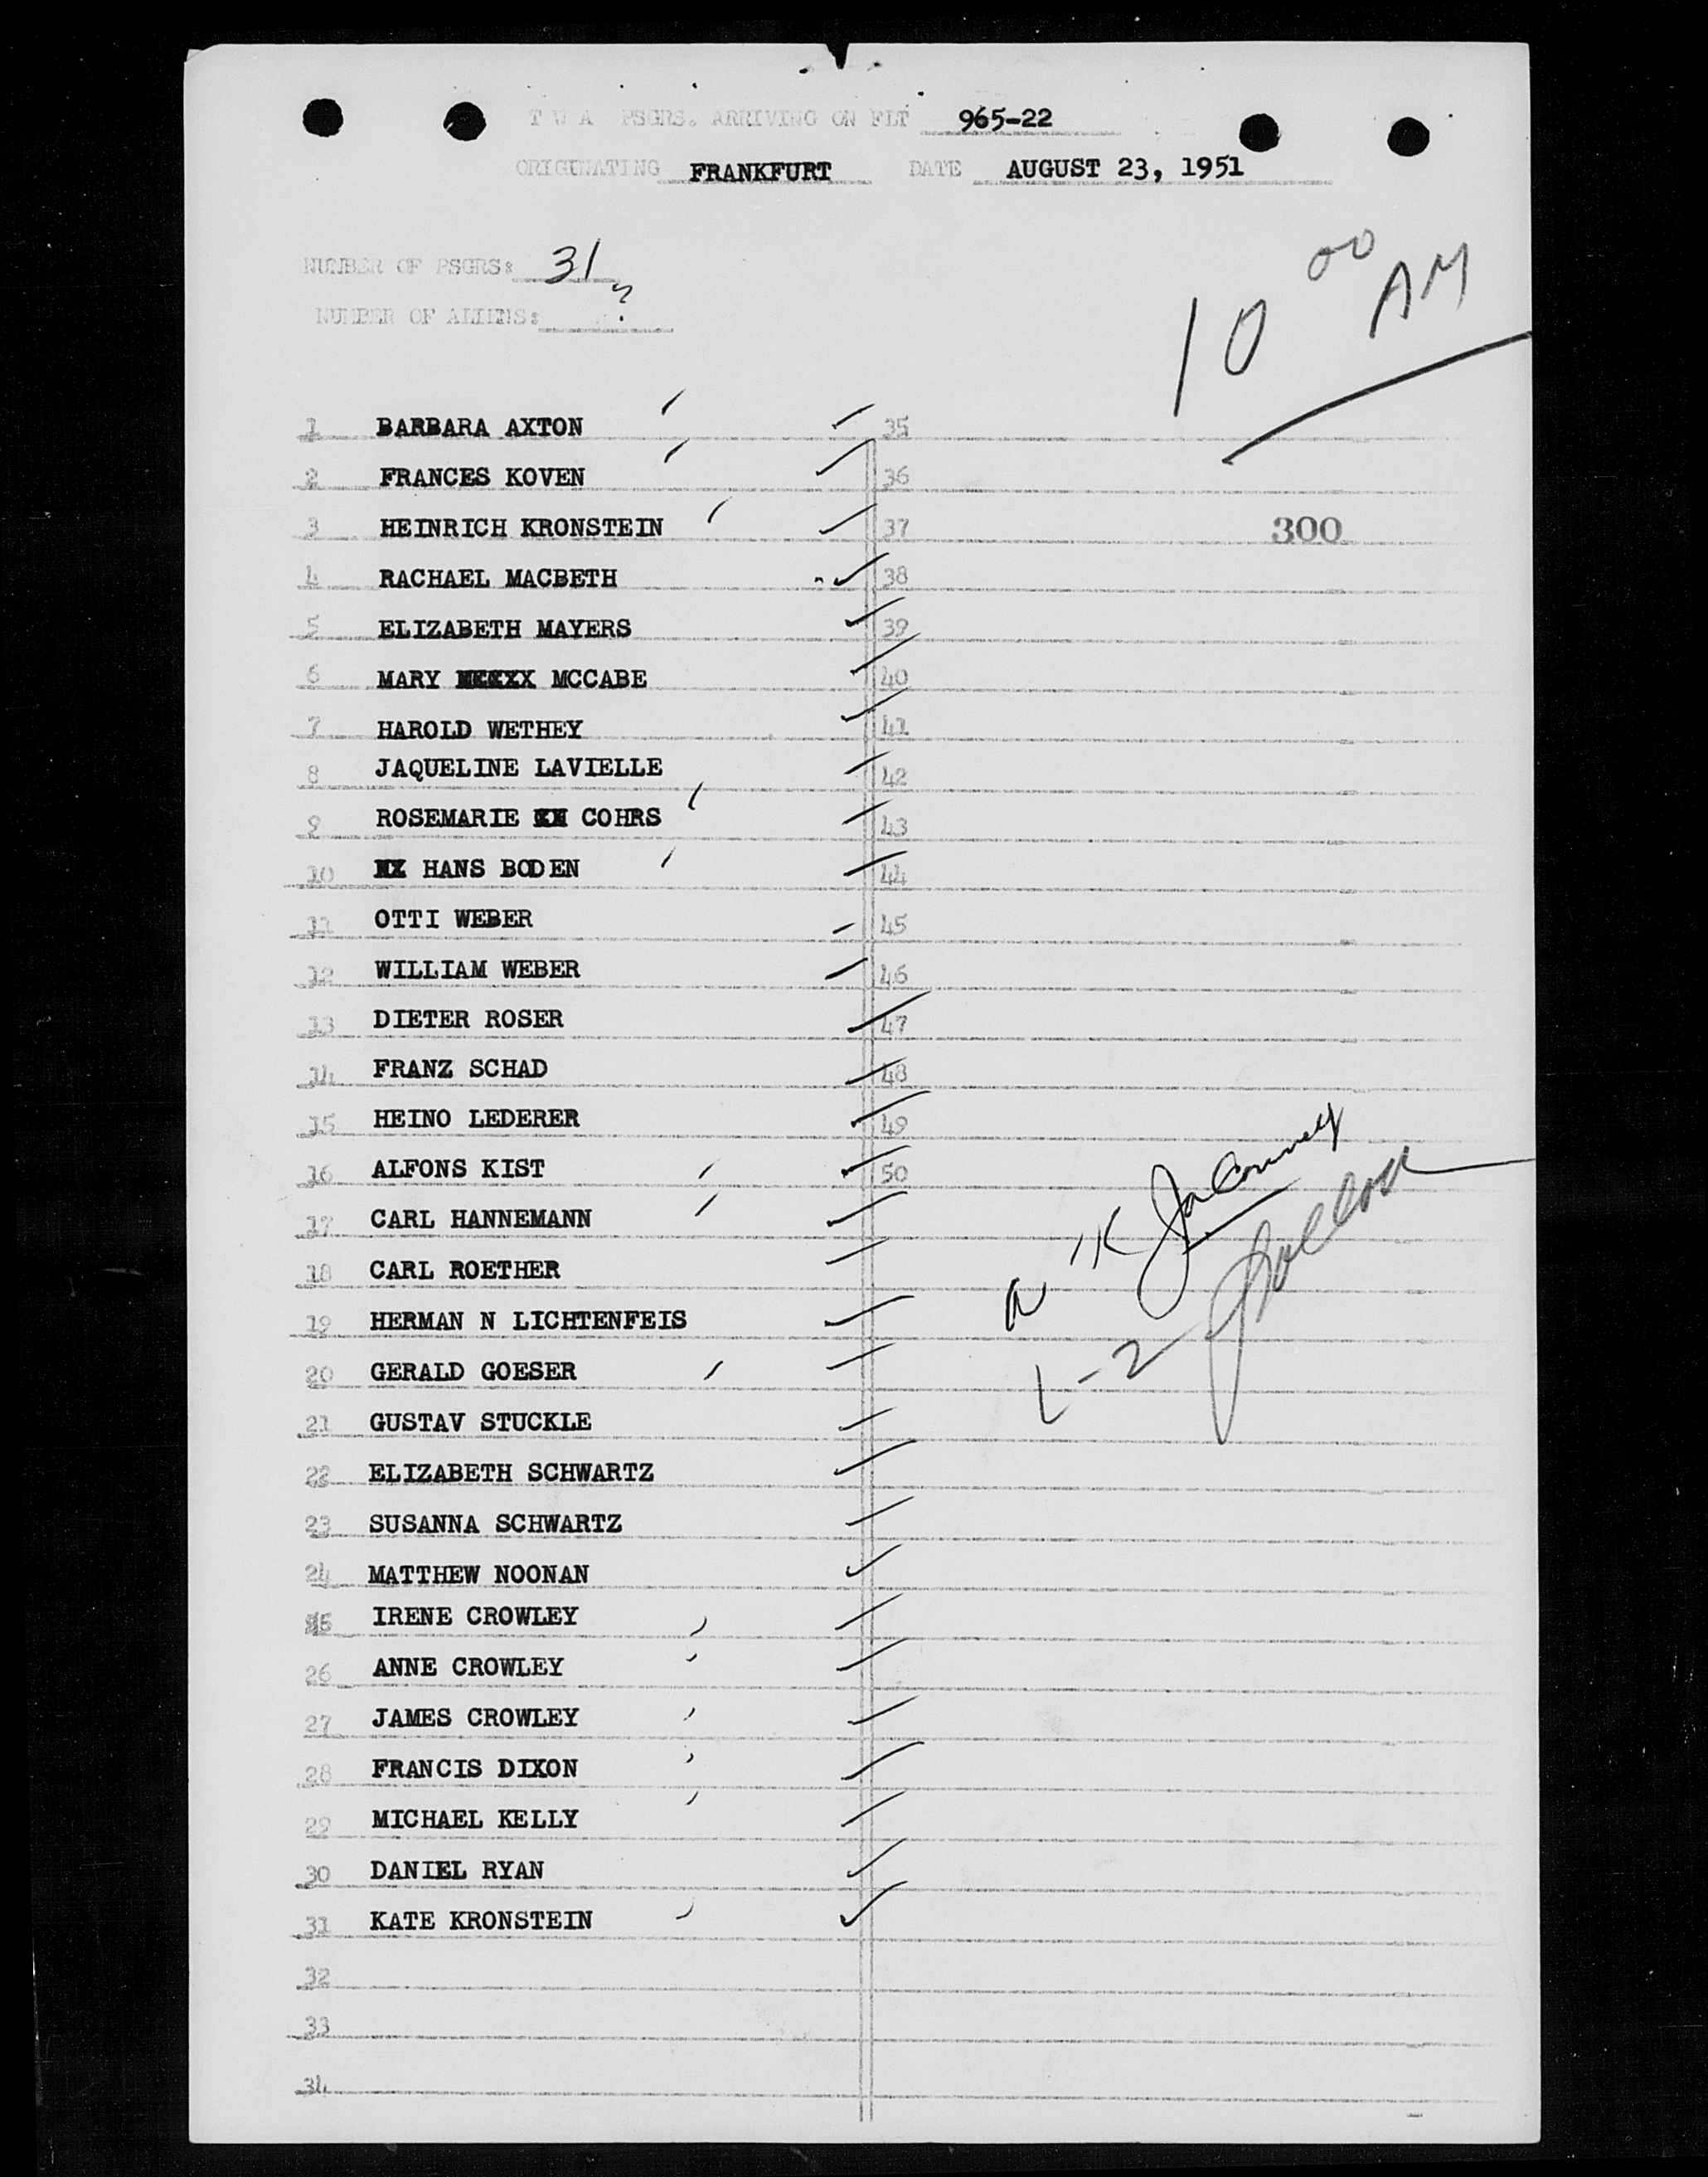 T W A PSGRS. ARRIVING ON FLT 965-22
ORIGINATING FRANKFURT DATE AUGUST 23, 1951
NUMBER OF PSGRS: 31
NUMBER OF ALIENS: ?
10 00 AM
1 BARBARA AXTON 35
2 FRANCES KOVEN 36
3 HEINRICH KRONSTEIN 37 300
4 RACHAEL MACBETH 38
5 ELIZABETH MAYERS 39
6 MARY MCCABE 40
7 HAROLD WETHEY 41
8 JAQUELINE LAVIELLE 42
9 ROSEMARIE COHRS 43
10 HANS BODEN 44
11 OTTI WEBER 45
12 WILLIAM WEBER 46
13 DIETER ROSER 47
14 FRANZ SCHAD 48
15 HEINO LEDERER 49
16 ALFONS KIST 50
17 CARL HANNEMANN
18 CARL ROETHER
19 HERMAN N LICHTENFEIS
20 GERALD GOESER
21 GUSTAV STUCKLE
22 ELIZABETH SCHWARTZ
23 SUSANNA SCHWARTZ
24 MATTHEW NOONAN
IRENE CROWLEY
26 ANNE CROWLEY
27 JAMES CROWLEY
28 FRANCIS DIXON
29 MICHAEL KELLY
30 DANIEL RYAN
31 KATE KRONSTEIN
32
33
34